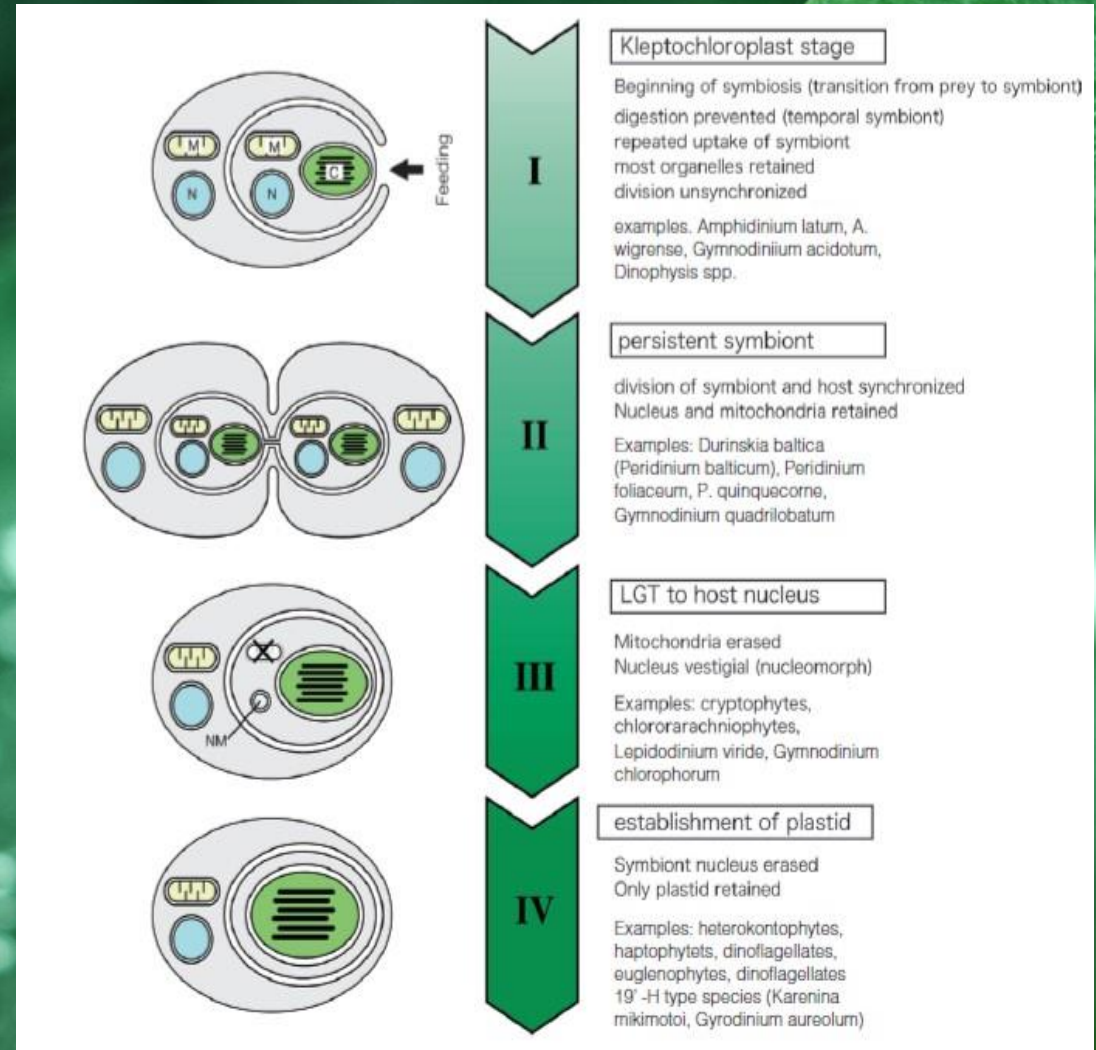 Kleptochloroplast stage
Beginning of symbiosis (transition from prey to symbiont)
digestion prevented (temporal symbiont)
repeated uptake of symbiont
most organelles retained
division unsynchronized
examples. Amphidinium latum, A.
wigrense, Gymnodiniium acidotum,
Dinophysis spp.
M
M
C
N
N
Feeding
I
persistent symbiont
division of symbiont and host synchronized
Nucleus and mitochondria retained
Examples: Durinskia baltica
(Peridinium balticum), Peridinium
foliaceum, P. quinquecorne,
Gymnodinium quadrilobatum
II
LGT to host nucleus
Mitochondria erased
Nucleus vestigial (nucleomorph)
Examples: cryptophytes,
chlororarachniophytes,
Lepidodinium viride, Gymnodinium
chlorophorum
NM
III
establishment of plastid
Symbiont nucleus erased
Only plastid retained
Examples: heterokontophytes,
haptophytets, dinoflagellates,
euglenophytes, dinoflagellates
19' -H type species (Karenina
mikimotoi, Gyrodinium aureolum)
IV